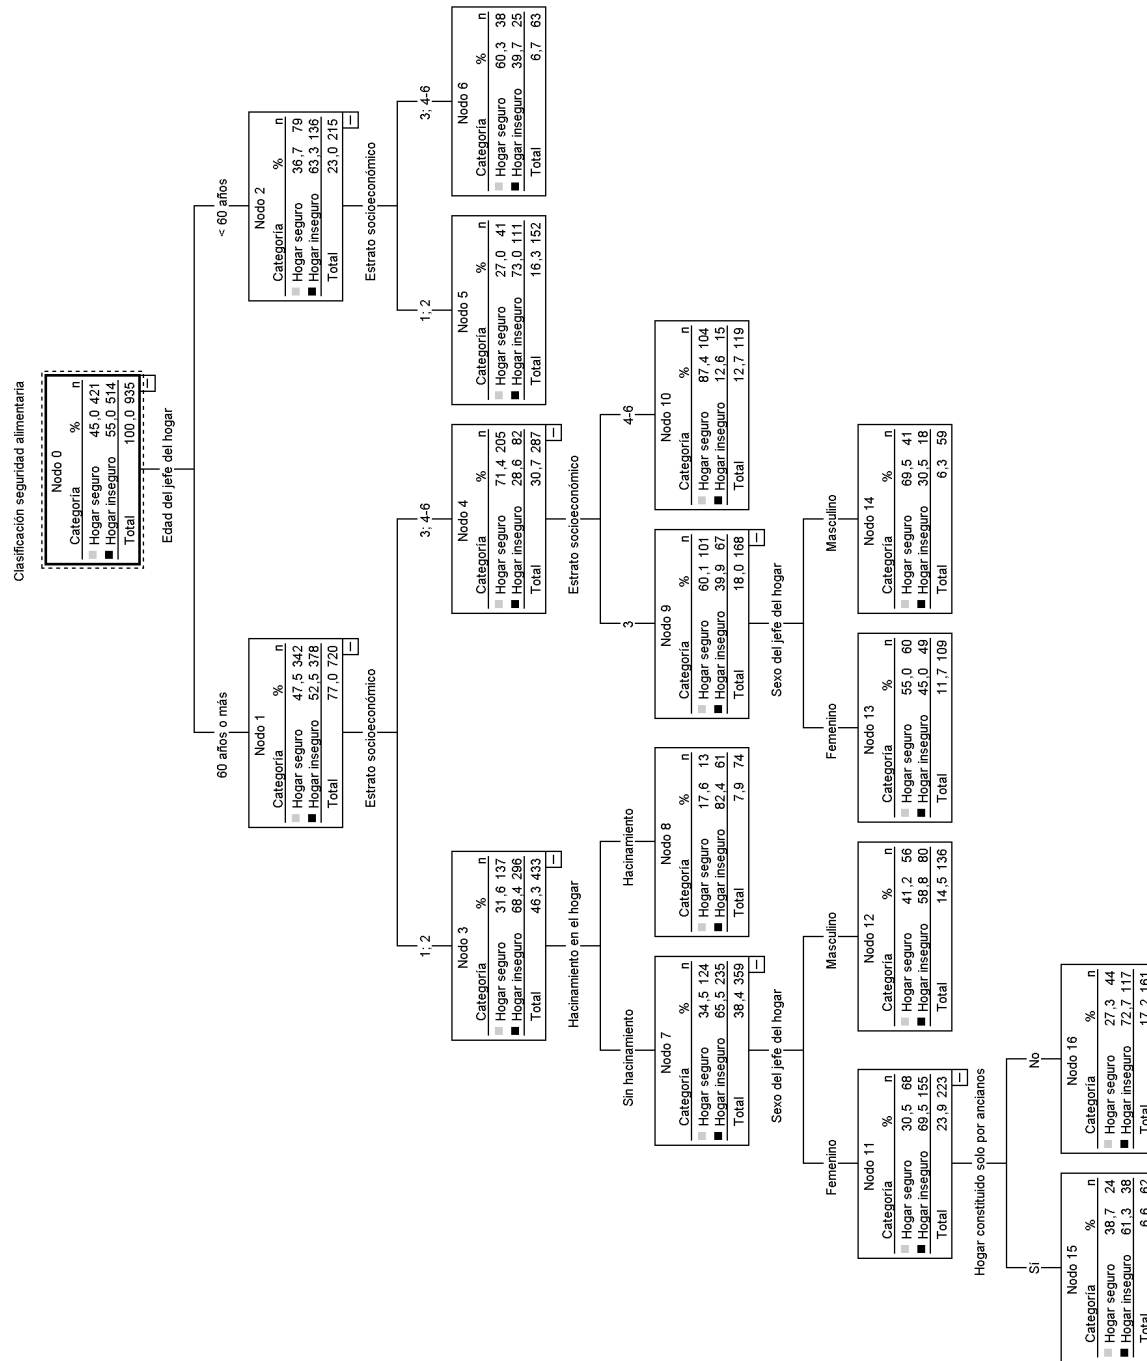 Clasificación seguridad alimentaria
Nodo 0
Categoría % n
Hogar seguro 45,0 421
Hogar inseguro 55,0 514
Total 100,0 935
Edad del jefe del hogar
60 años o más
< 60 años
Nodo 1
Categoría % n
Hogar seguro 47,5 342
Hogar inseguro 52,5 378
Total 77,0 720
Estrato socioeconómico
Nodo 2
Categoría % n
Hogar seguro 36,7 79
Hogar inseguro 63,3 136
Total 23,0 215
Estrato socioeconómico
1; 2
3; 4-6
1; 2
3; 4-6
Nodo 3
Categoría % n
Hogar seguro 31,6 137
Hogar inseguro 68,4 296
Total 46,3 433
Hacinamiento en el hogar
Nodo 4
Categoría % n
Hogar seguro 71,4 205
Hogar inseguro 28,6 82
Total 30,7 287
Estrato socioeconómico
Nodo 5
Categoría % n
Hogar seguro 27,0 41
Hogar inseguro 73,0 111
Total 16,3 152
Nodo 6
Categoría % n
Hogar seguro 60,3 38
Hogar inseguro 39,7 25
Total 6,7 63
Sin hacinamiento
Hacinamiento
3
4-6
Nodo 7
Categoría % n
Hogar seguro 34,5 124
Hogar inseguro 65,5 235
Total 38,4 359
Sexo del jefe del hogar
Nodo 8
Categoría % n
Hogar seguro 17,6 13
Hogar inseguro 82,4 61
Total 7,9 74
Nodo 9
Categoría % n
Hogar seguro 60,1 101
Hogar inseguro 39,9 67
Total 18,0 168
Sexo del jefe del hogar
Nodo 10
Categoría % n
Hogar seguro 87,4 104
Hogar inseguro 12,6 15
Total 12,7 119
Femenino
Masculino
Femenino
Masculino
Nodo 11
Categoría % n
Hogar seguro 30,5 68
Hogar inseguro 69,5 155
Total 23,9 223
Hogar constituido solo por ancianos
Nodo 12
Categoría % n
Hogar seguro 41,2 56
Hogar inseguro 58,8 80
Total 14,5 136
Nodo 13
Categoría % n
Hogar seguro 55,0 60
Hogar inseguro 45,0 49
Total 11,7 109
Nodo 14
Categoría % n
Hogar seguro 69,5 41
Hogar inseguro 30,5 18
Total 6,3 59
Sí
No
Nodo 15
Categoría % n
Hogar seguro 38,7 24
Hogar inseguro 61,3 38
Total 6,6 62
Nodo 16
Categoría % n
Hogar seguro 27,3 44
Hogar inseguro 72,7 117
Total 17,2 161